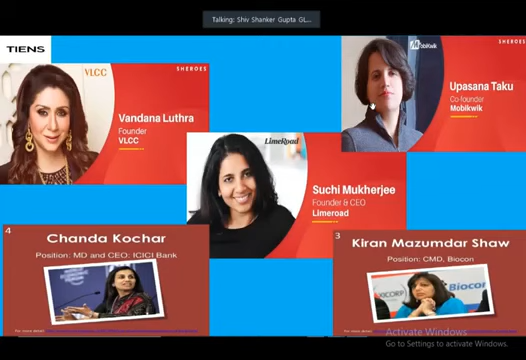 Talking: Shiv Shanker Gupta GL...
TIENS
VLCC
SHEROES
Vandana Luthra
Founder
VLCC
MobiKwik
SHEROES
Upasana Taku
Co-founder
Mobikwik
LimeRoad
Suchi Mukherjee
Founder & CEO
Limeroad
4
Chanda Kochar
Position: MD and CEO: ICICI Bank
3
Kiran Mazumdar Shaw
Position: CMD, Biocon
Biocon
Activate Windows
Go to Settings to activate Windows.